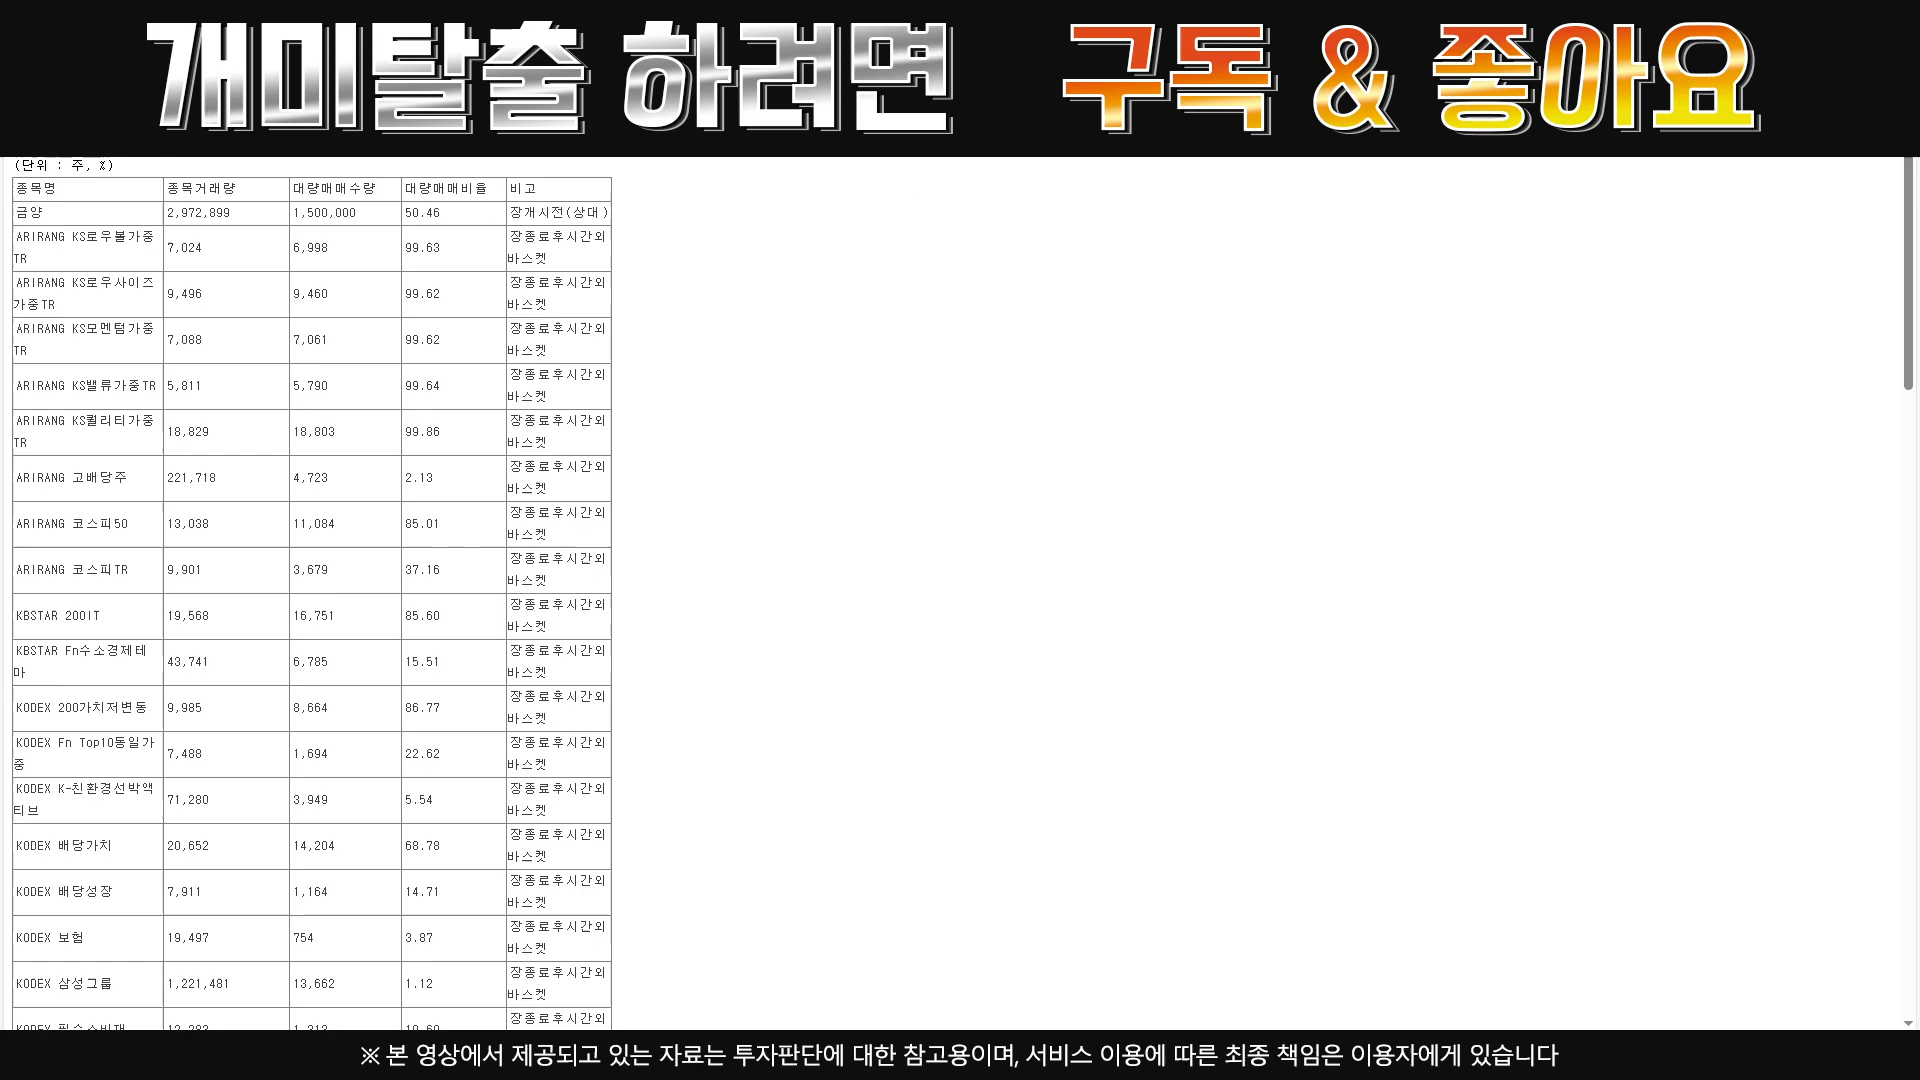 개미탈출 하려면 구독 & 좋아요
(단위 : 주, %)
종목명 종목거래량 대량매매수량 대량매매비율 비고
금양 2,972,899 1,500,000 50.46 장개시전(상대)
ARIRANG KS로우볼가중 TR 7,024 6,998 99.63 장종료후시간외 바스켓
ARIRANG KS로우사이즈 가중TR 9,496 9,460 99.62 장종료후시간외 바스켓
ARIRANG KS모멘텀가중 TR 7,088 7,061 99.62 장종료후시간외 바스켓
ARIRANG KS밸류가중TR 5,811 5,790 99.64 장종료후시간외 바스켓
ARIRANG KS퀄리티가중 TR 18,829 18,803 99.86 장종료후시간외 바스켓
ARIRANG 고배당주 221,718 4,723 2.13 장종료후시간외 바스켓
ARIRANG 코스피50 13,038 11,084 85.01 장종료후시간외 바스켓
ARIRANG 코스피TR 9,901 3,679 37.16 장종료후시간외 바스켓
KBSTAR 200IT 19,568 16,751 85.60 장종료후시간외 바스켓
KBSTAR Fn수소경제테 마 43,741 6,785 15.51 장종료후시간외 바스켓
KODEX 200가치저변동 9,985 8,664 86.77 장종료후시간외 바스켓
KODEX Fn Top10동일가 중 7,488 1,694 22.62 장종료후시간외 바스켓
KODEX K-친환경선박액 티브 71,280 3,949 5.54 장종료후시간외 바스켓
KODEX 배당가치 20,652 14,204 68.78 장종료후시간외 바스켓
KODEX 배당성장 7,911 1,164 14.71 장종료후시간외 바스켓
KODEX 보험 19,497 754 3.87 장종료후시간외 바스켓
KODEX 삼성그룹 1,221,481 13,662 1.12 장종료후시간외 바스켓
KODEX 필수소비재 12,283 1,313 10.69 장종료후시간외
※ 본 영상에서 제공되고 있는 자료는 투자판단에 대한 참고용이며, 서비스 이용에 따른 최종 책임은 이용자에게 있습니다